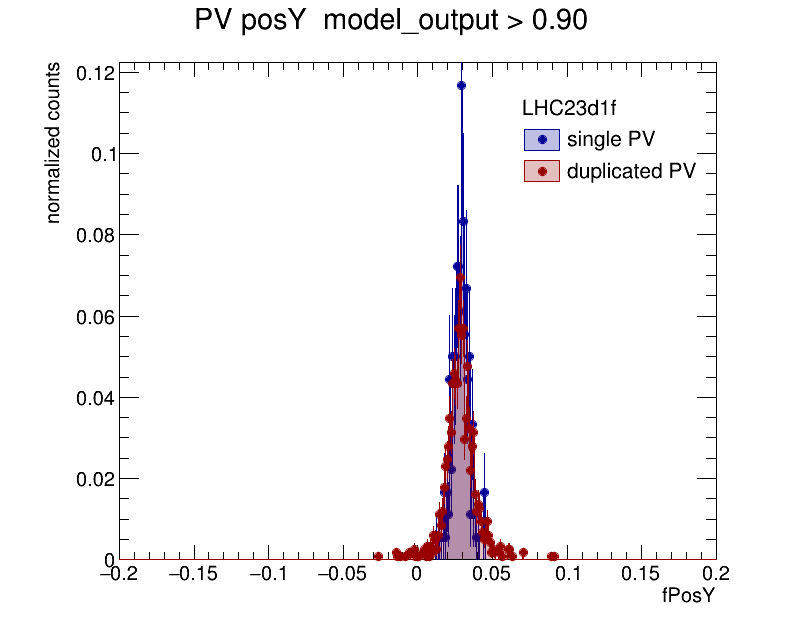 PV posY model_output > 0.90
normalized counts
0.12
0.1
0.08
0.06
0.04
0.02
0
LHC23d1f
single PV
duplicated PV
−0.2 −0.15 −0.1 −0.05 0 0.05 0.1 0.15 0.2
fPosY